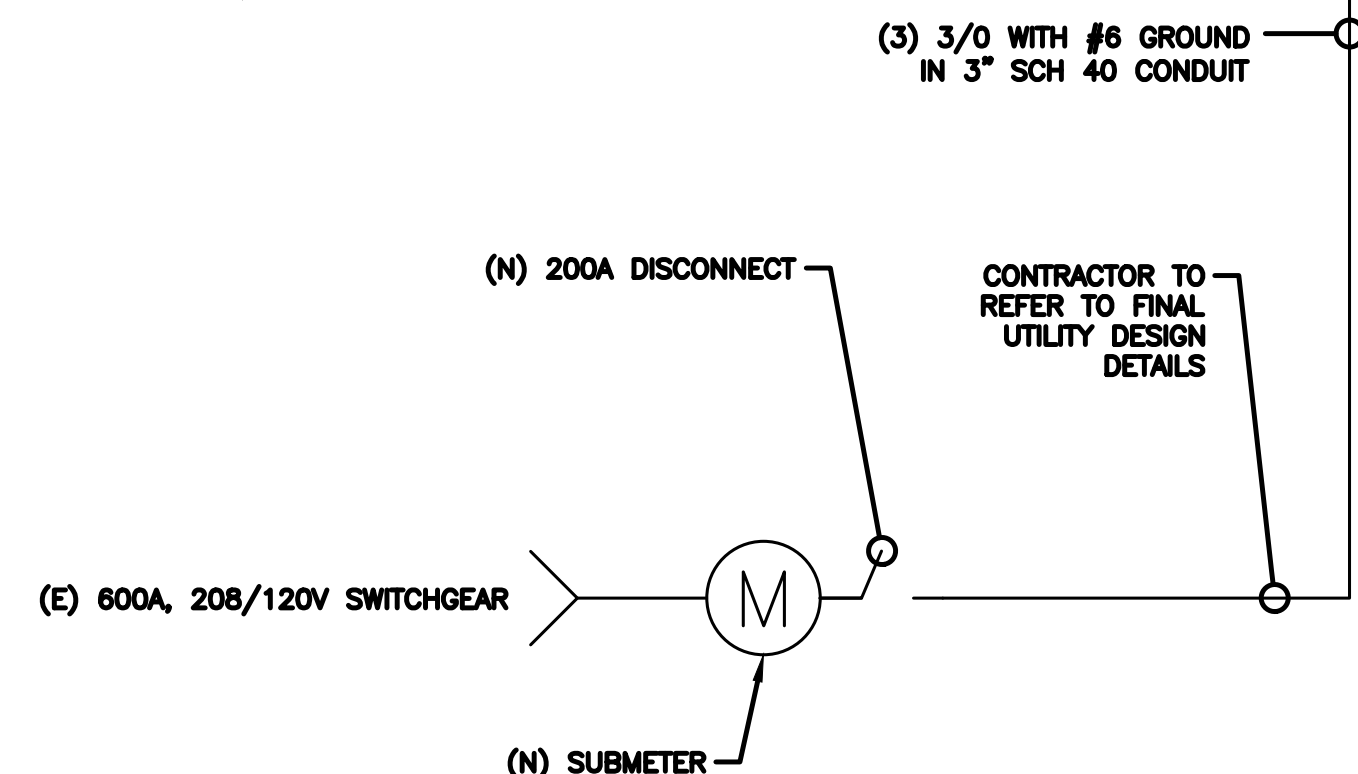 (3) 3/0 WITH #6 GROUND
IN 3" SCH 40 CONDUIT
(N) 200A DISCONNECT
CONTRACTOR TO
REFER TO FINAL
UTILITY DESIGN
DETAILS
(E) 600A, 208/120V SWITCHGEAR
M
(N) SUBMETER